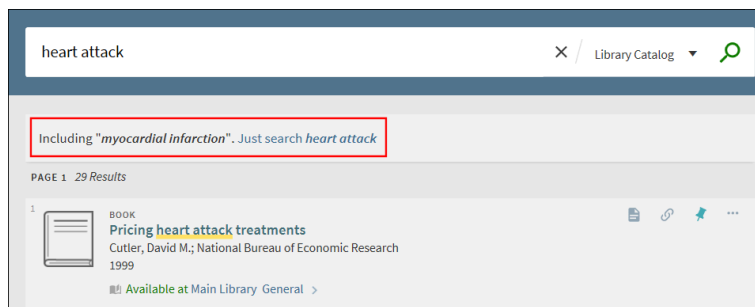 heart attack
Library Catalog
Including "myocardial infarction". Just search heart attack
PAGE 1 29 Results
1
BOOK
Pricing heart attack treatments
Cutler, David M.; National Bureau of Economic Research
1999
Available at Main Library General >